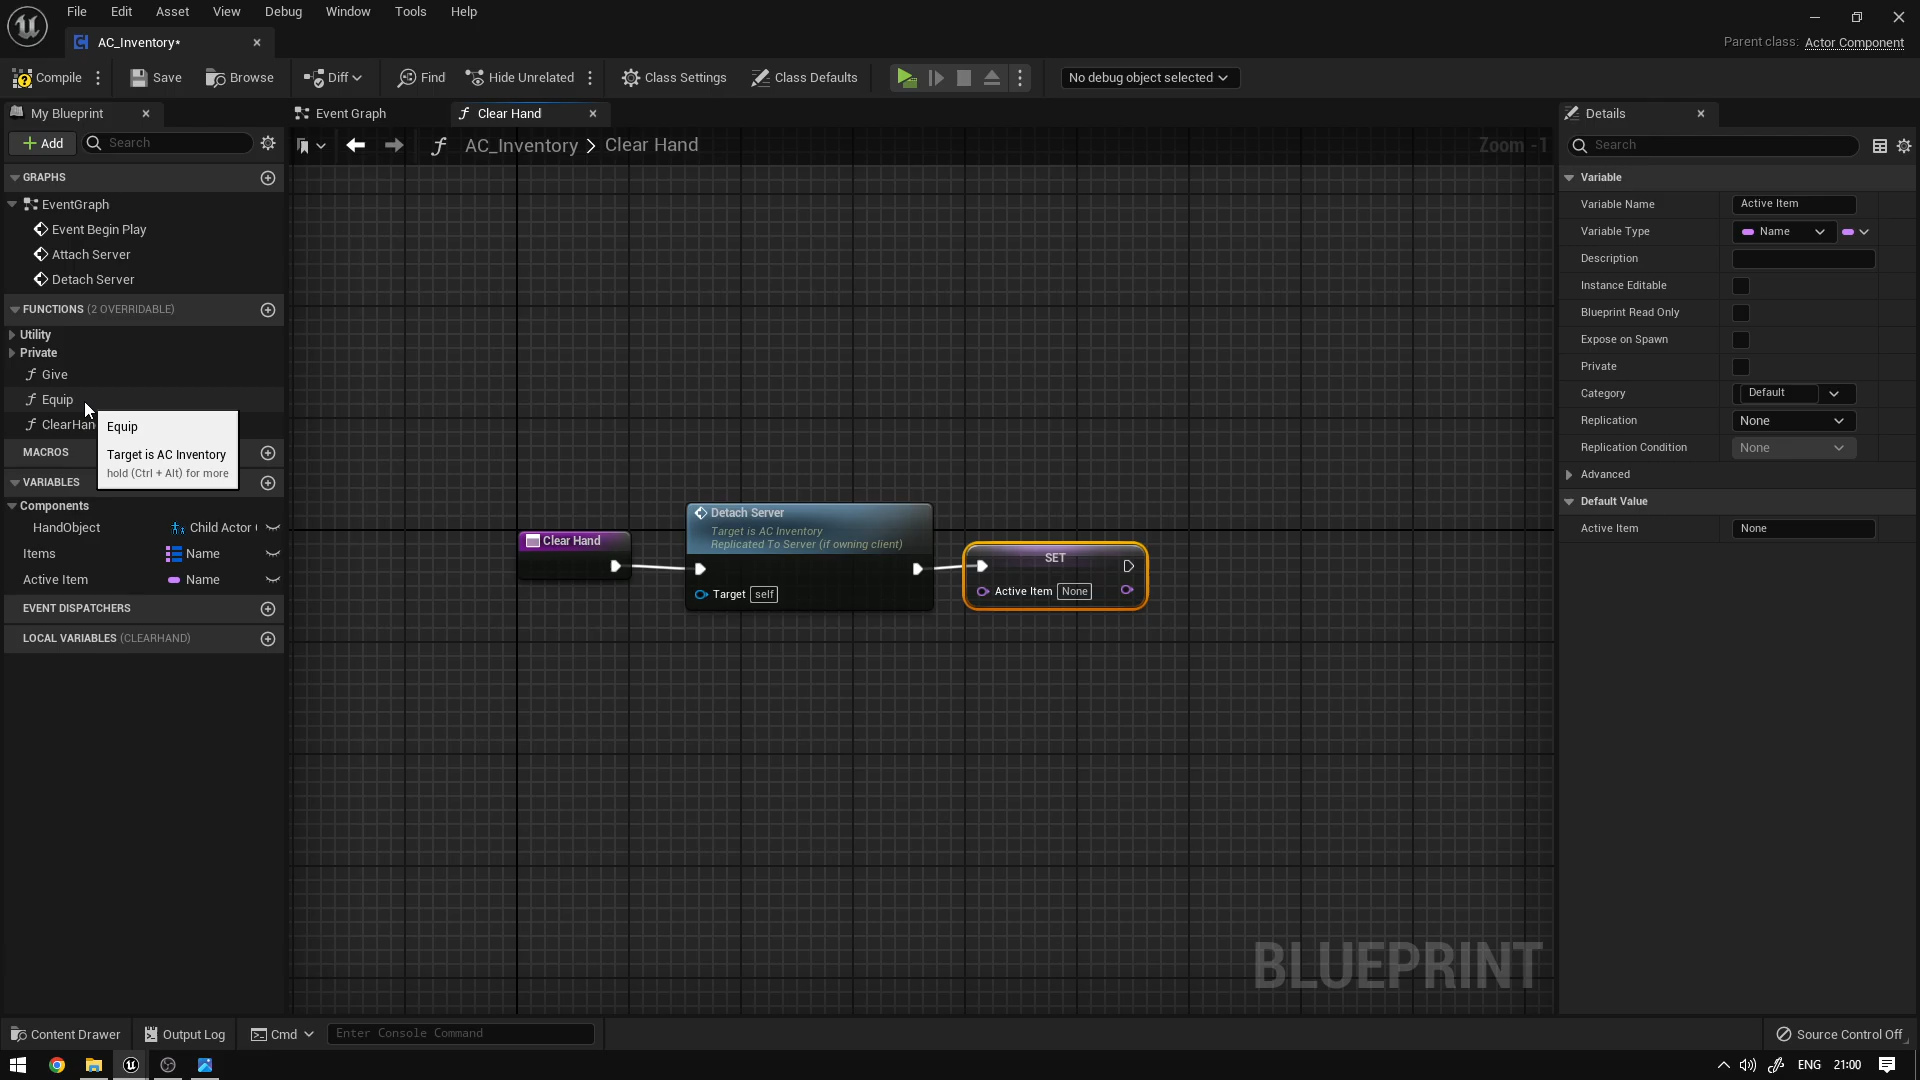 File Edit Asset View Debug Window Tools Help
AC_Inventory*
Parent class: Actor Component
Compile Save Browse Diff Find Hide Unrelated Class Settings Class Defaults No debug object selected
My Blueprint
Event Graph
Clear Hand
Details
Add
Search
AC_Inventory > Clear Hand
Zoom -1
Search
GRAPHS
EventGraph
Event Begin Play
Attach Server
Detach Server
FUNCTIONS (2 OVERRIDABLE)
Utility
Private
Give
Equip
ClearHan
Equip
Target is AC Inventory
hold (Ctrl + Alt) for more
MACROS
VARIABLES
Components
HandObject Child Actor
Items Name
Active Item Name
EVENT DISPATCHERS
LOCAL VARIABLES (CLEARHAND)
Clear Hand
Detach Server
Target is AC Inventory
Replicated To Server (if owning client)
Target self
SET
Active Item None
BLUEPRINT
Variable
Variable Name Active Item
Variable Type Name
Description
Instance Editable
Blueprint Read Only
Expose on Spawn
Private
Category Default
Replication None
Replication Condition None
Advanced
Default Value
Active Item None
Content Drawer Output Log Cmd Enter Console Command Source Control Off
ENG 21:00